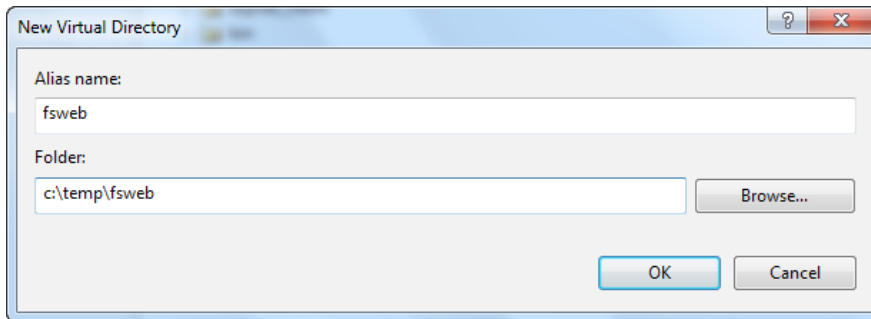 New Virtual Directory
Alias name:
fsweb
Folder:
c:\temp\fsweb
Browse...
OK
Cancel